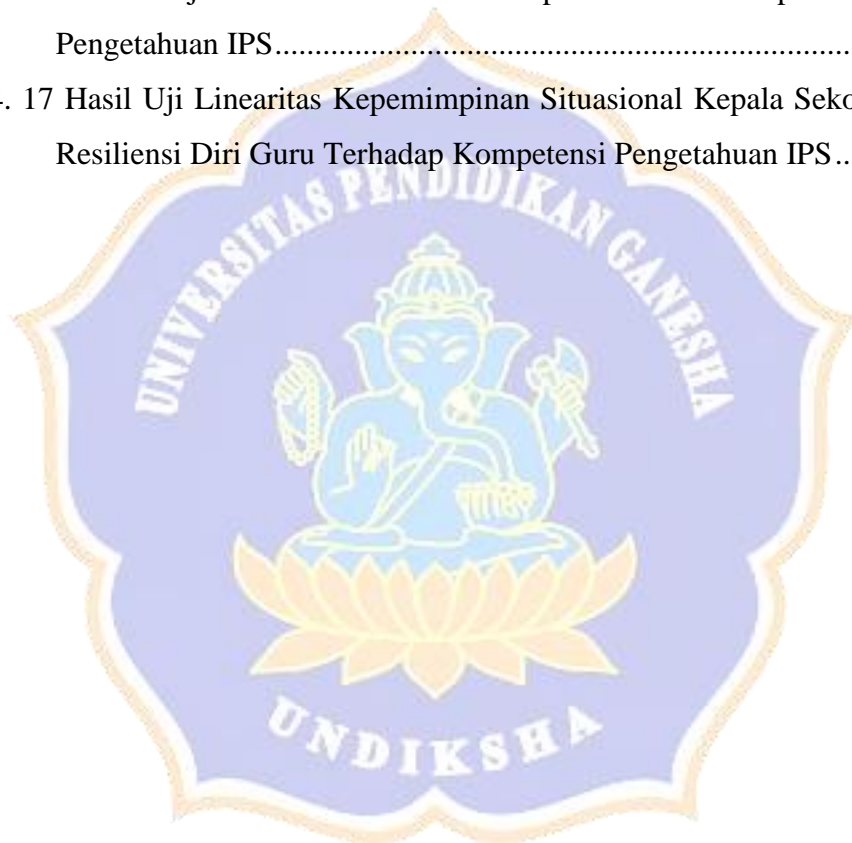 Pengetahuan IPS
. 17 Hasil Uji Linearitas Kepemimpinan Situasional Kepala
Resiliensi Diri Guru Terhadap Kompetensi Pengetahuan IPS
UNIVERSITAS PENDIDIKAN GANESHA
UNDIKSHA